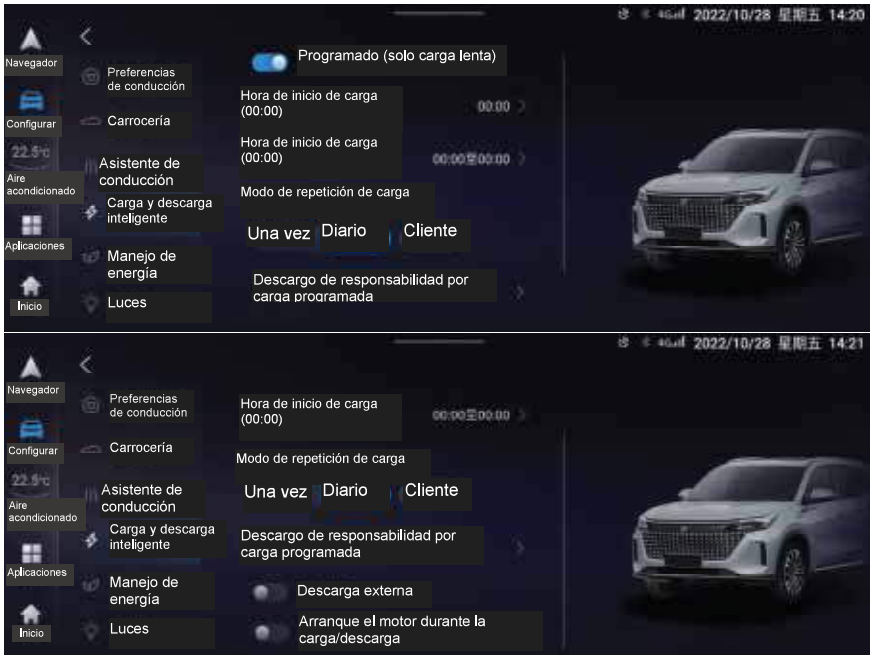 4G 2022/10/28 星期五 14:20
Navegador
Configurar
22.5°c
Aire
acondicionado
Aplicaciones
Inicio
Preferencias
de conducción
Carrocería
Asistente de
conducción
Carga y descarga
inteligente
Manejo de
energía
Luces
Programado (solo carga lenta)
Hora de inicio de carga
(00:00)
00:00
Hora de inicio de carga
(00:00)
00:00至00:00
Modo de repetición de carga
Una vez Diario Cliente
Descargo de responsabilidad por
carga programada
4G 2022/10/28 星期五 14:21
Navegador
Configurar
22.5°c
Aire
acondicionado
Aplicaciones
Inicio
Preferencias
de conducción
Carrocería
Asistente de
conducción
Carga y descarga
inteligente
Manejo de
energía
Luces
Hora de inicio de carga
(00:00)
00:00至00:00
Modo de repetición de carga
Una vez Diario Cliente
Descargo de responsabilidad por
carga programada
Descarga externa
Arranque el motor durante la
carga/descarga